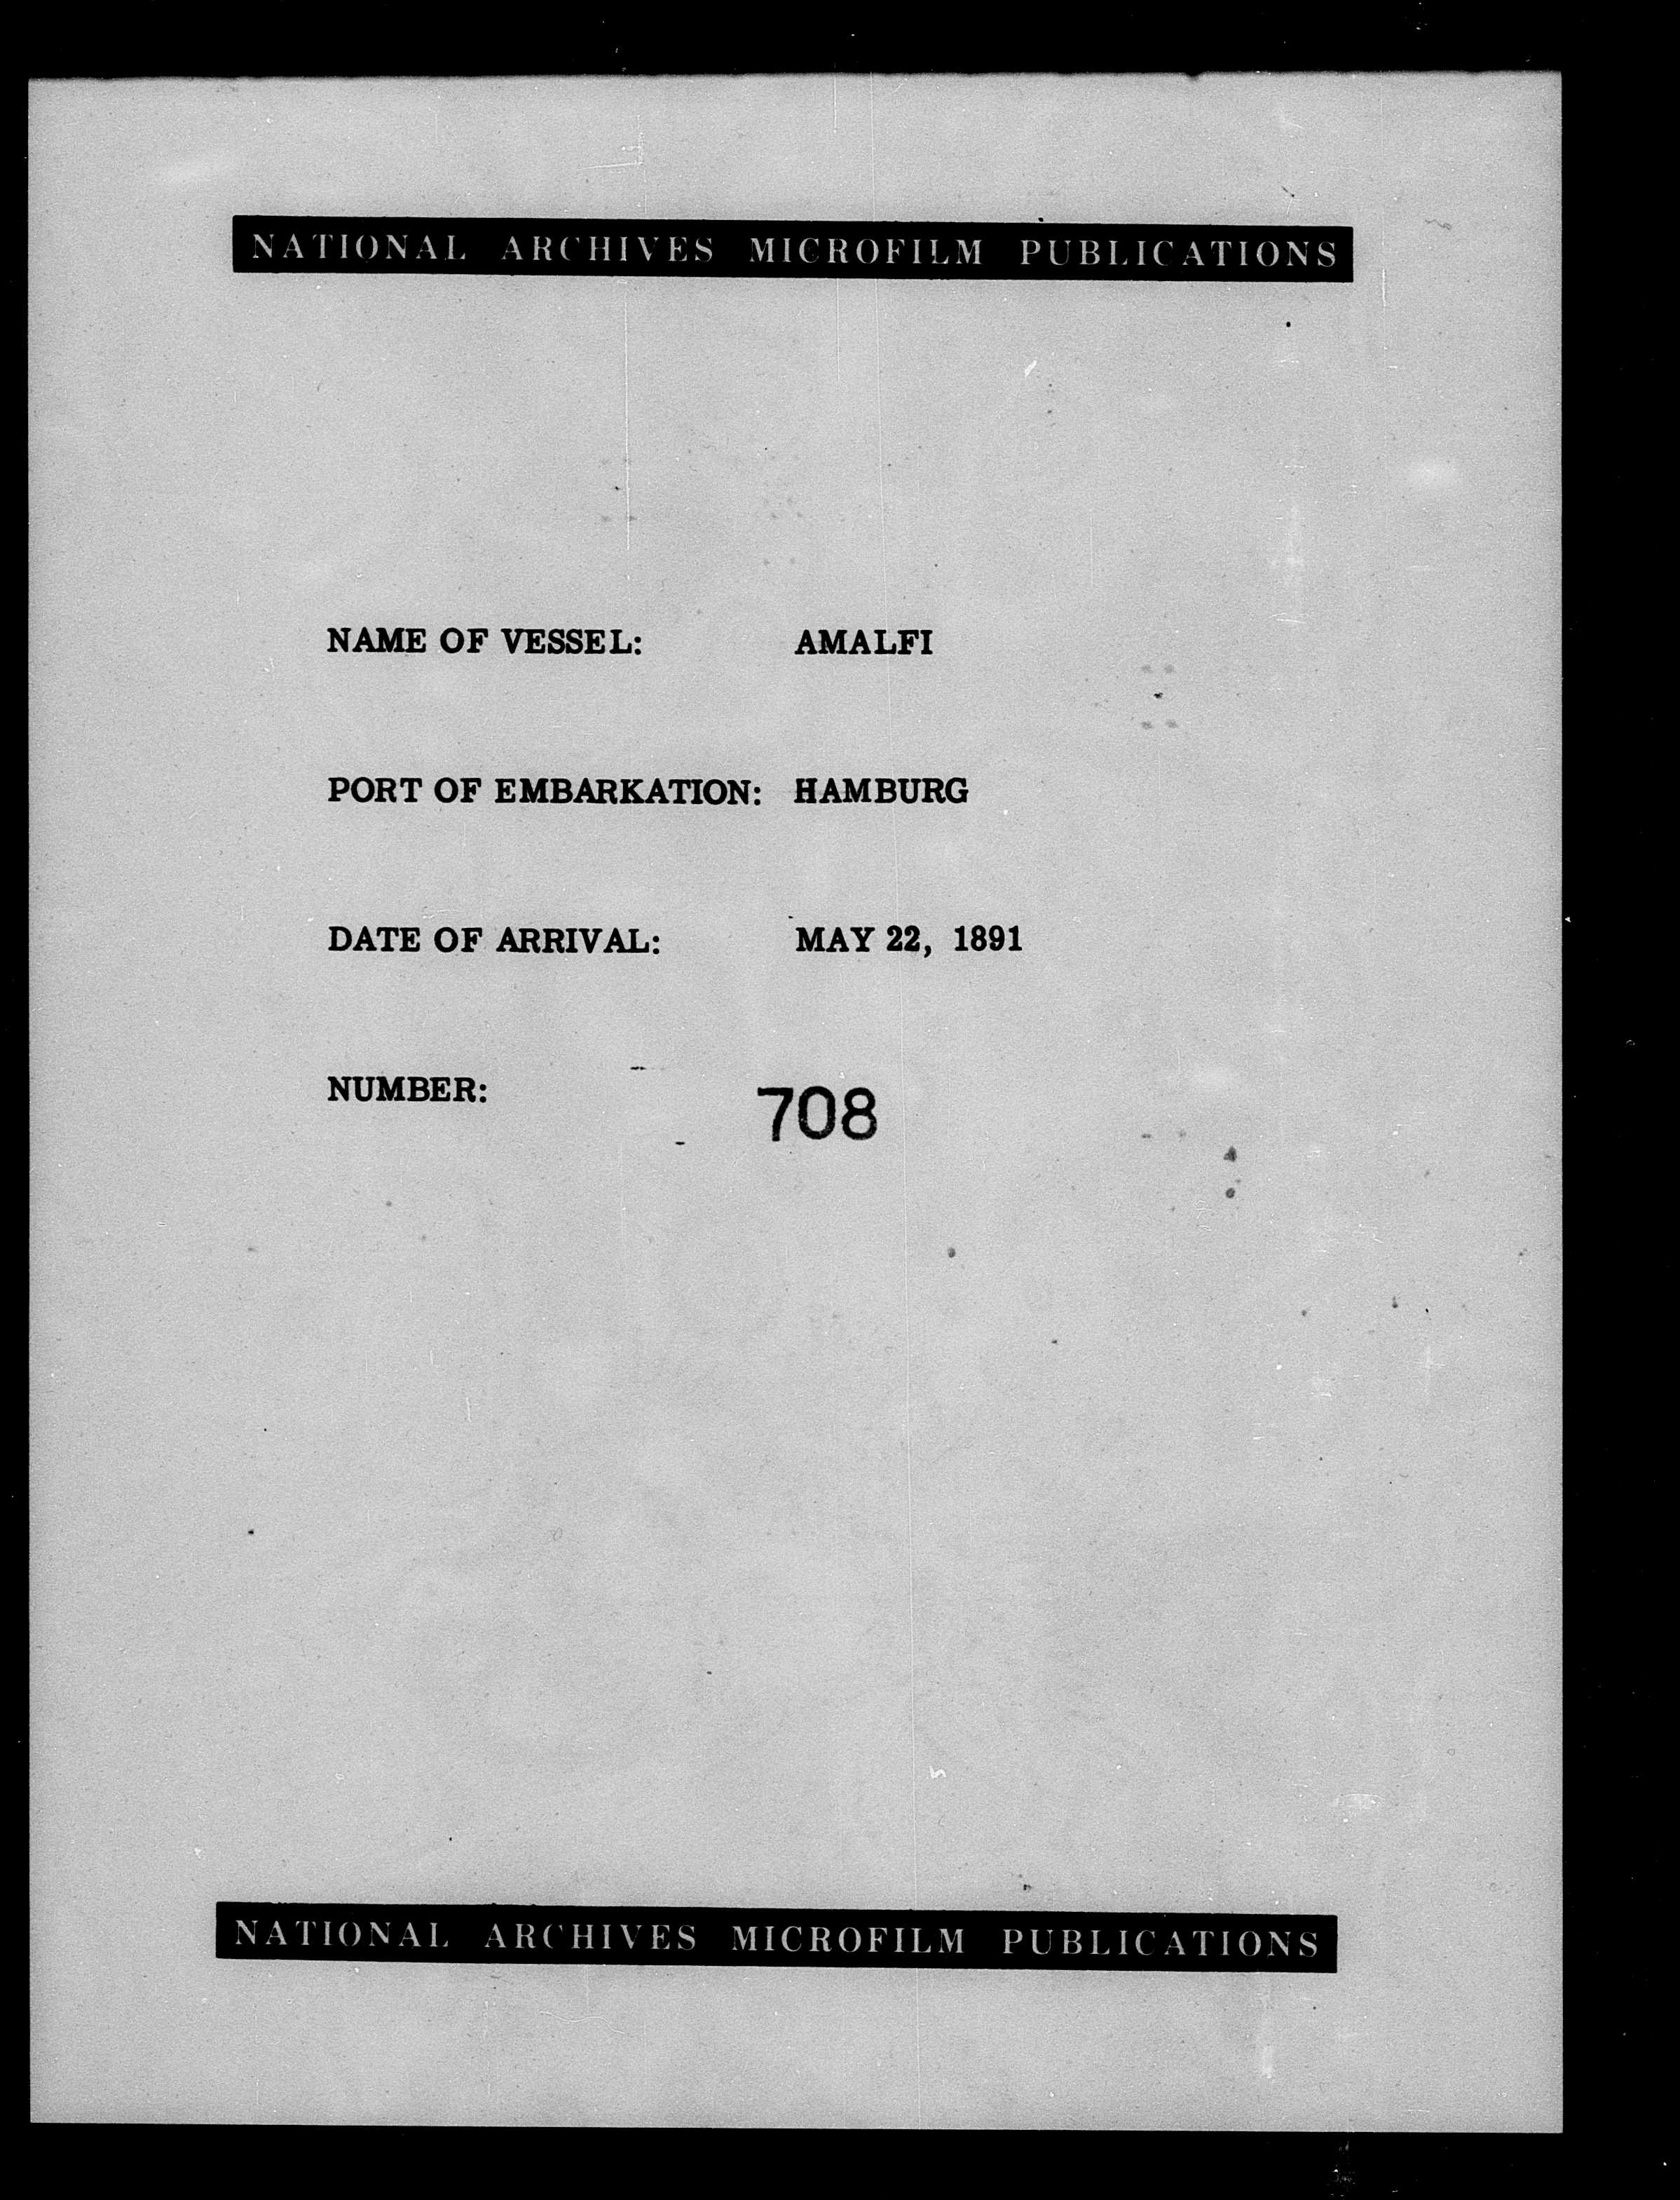 NATIONAL ARCHIVES MICROFILM PUBLICATIONS
NAME OF VESSEL: AMALFI
PORT OF EMBARKATION: HAMBURG
DATE OF ARRIVAL: MAY 22, 1891
NUMBER: 708
NATIONAL ARCHIVES MICROFILM PUBLICATIONS